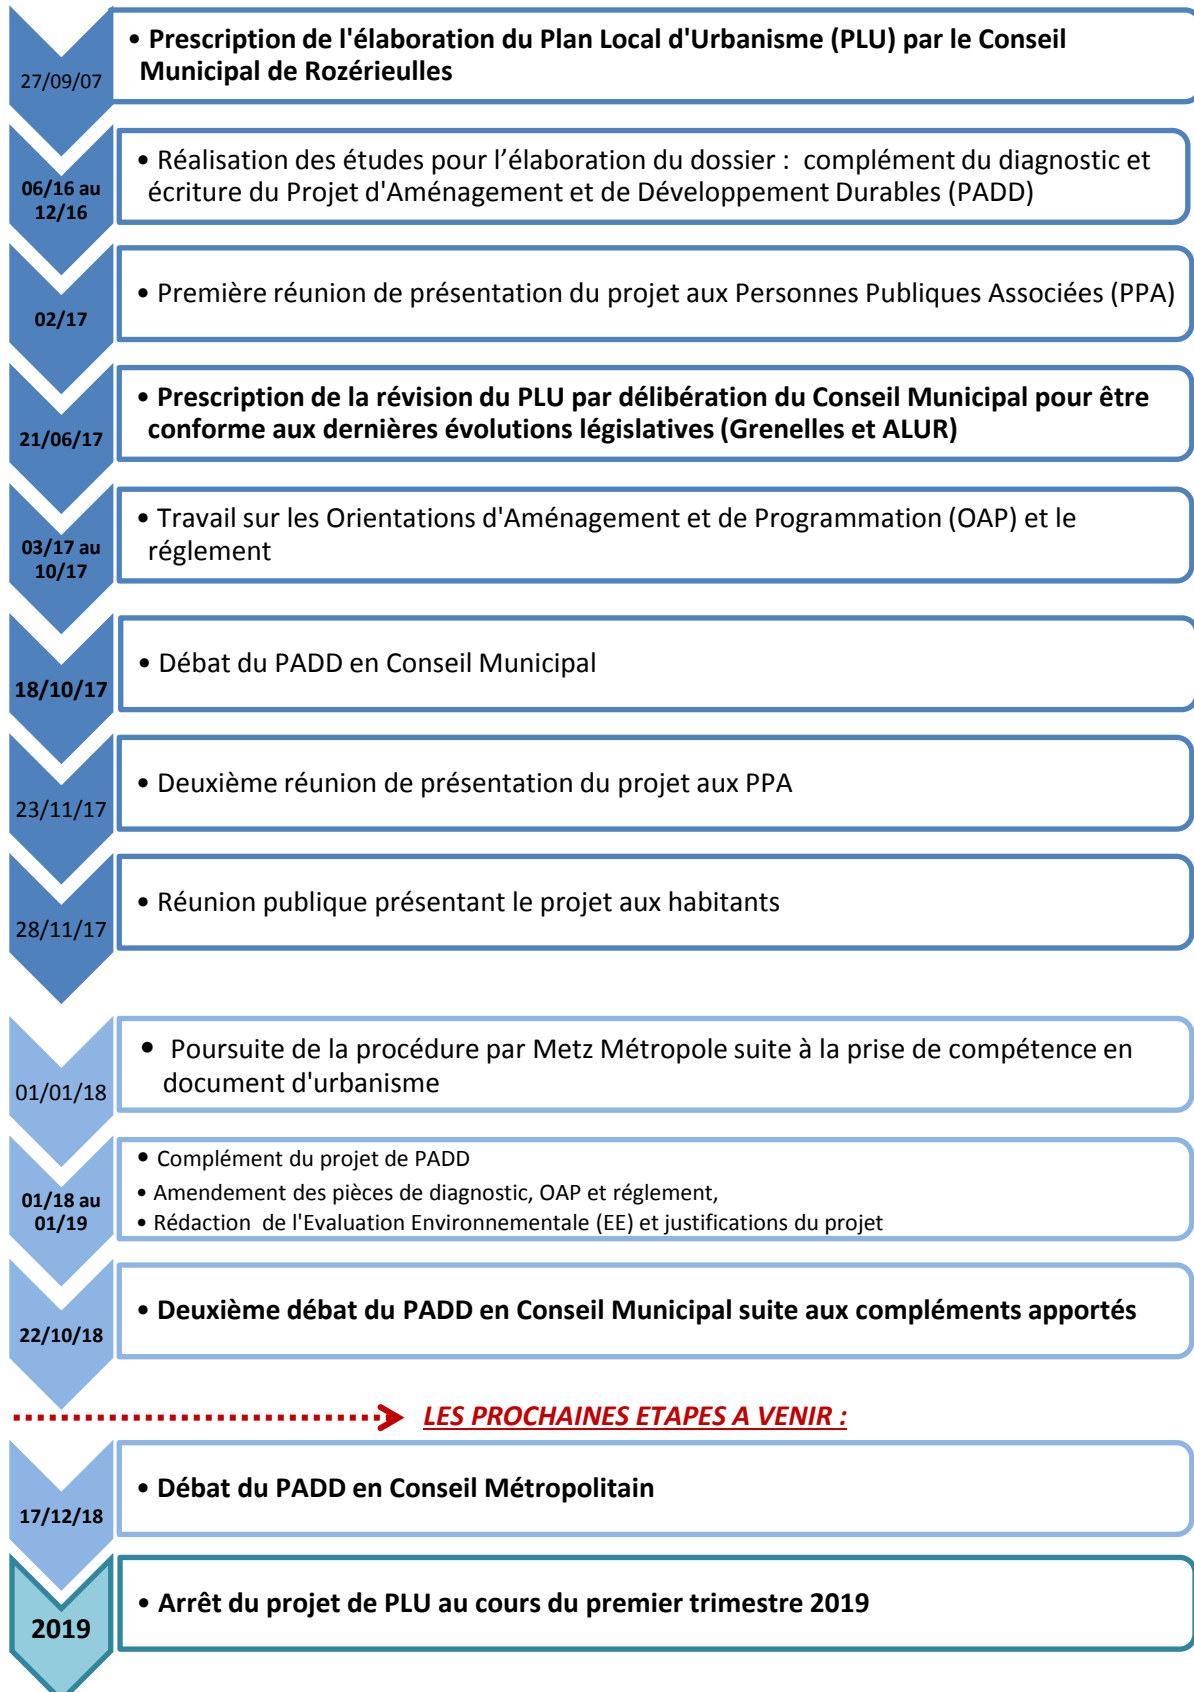 27/09/07
• Prescription de l'élaboration du Plan Local d'Urbanisme (PLU) par le Conseil
Municipal de Rozérieulles
06/16 au
12/16
• Réalisation des études pour l’élaboration du dossier : complément du diagnostic et
écriture du Projet d'Aménagement et de Développement Durables (PADD)
02/17
• Première réunion de présentation du projet aux Personnes Publiques Associées (PPA)
21/06/17
• Prescription de la révision du PLU par délibération du Conseil Municipal pour être
conforme aux dernières évolutions législatives (Grenelles et ALUR)
03/17 au
10/17
• Travail sur les Orientations d'Aménagement et de Programmation (OAP) et le
réglement
18/10/17
• Débat du PADD en Conseil Municipal
23/11/17
• Deuxième réunion de présentation du projet aux PPA
28/11/17
• Réunion publique présentant le projet aux habitants
01/01/18
• Poursuite de la procédure par Metz Métropole suite à la prise de compétence en
document d'urbanisme
01/18 au
01/19
• Complément du projet de PADD
• Amendement des pièces de diagnostic, OAP et réglement,
• Rédaction de l'Evaluation Environnementale (EE) et justifications du projet
22/10/18
• Deuxième débat du PADD en Conseil Municipal suite aux compléments apportés
LES PROCHAINES ETAPES A VENIR :
17/12/18
• Débat du PADD en Conseil Métropolitain
2019
• Arrêt du projet de PLU au cours du premier trimestre 2019